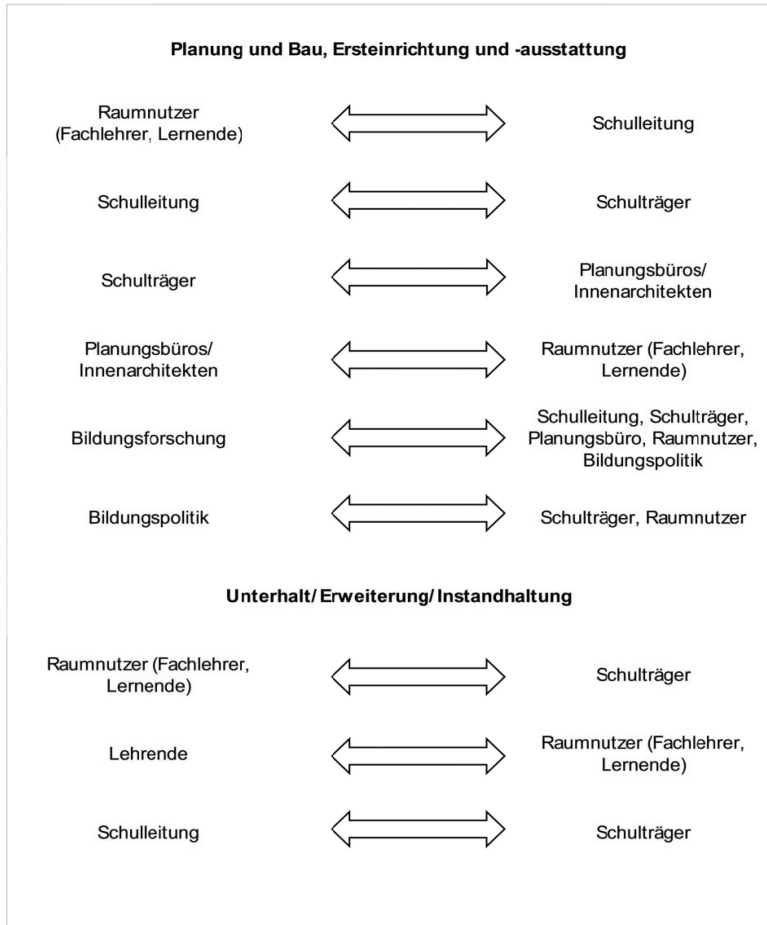 Planung und Bau, Ersteinrichtung und -ausstattung
Raumnutzer
(Fachlehrer, Lernende)
Schulleitung
Schulleitung
Schulträger
Schulträger
Planungsbüros/
Innenarchitekten
Planungsbüros/
Innenarchitekten
Raumnutzer (Fachlehrer,
Lernende)
Bildungsforschung
Schulleitung, Schulträger,
Planungsbüro, Raumnutzer,
Bildungspolitik
Bildungspolitik
Schulträger, Raumnutzer
Unterhalt/ Erweiterung/ Instandhaltung
Raumnutzer (Fachlehrer,
Lernende)
Schulträger
Lehrende
Raumnutzer (Fachlehrer,
Lernende)
Schulleitung
Schulträger